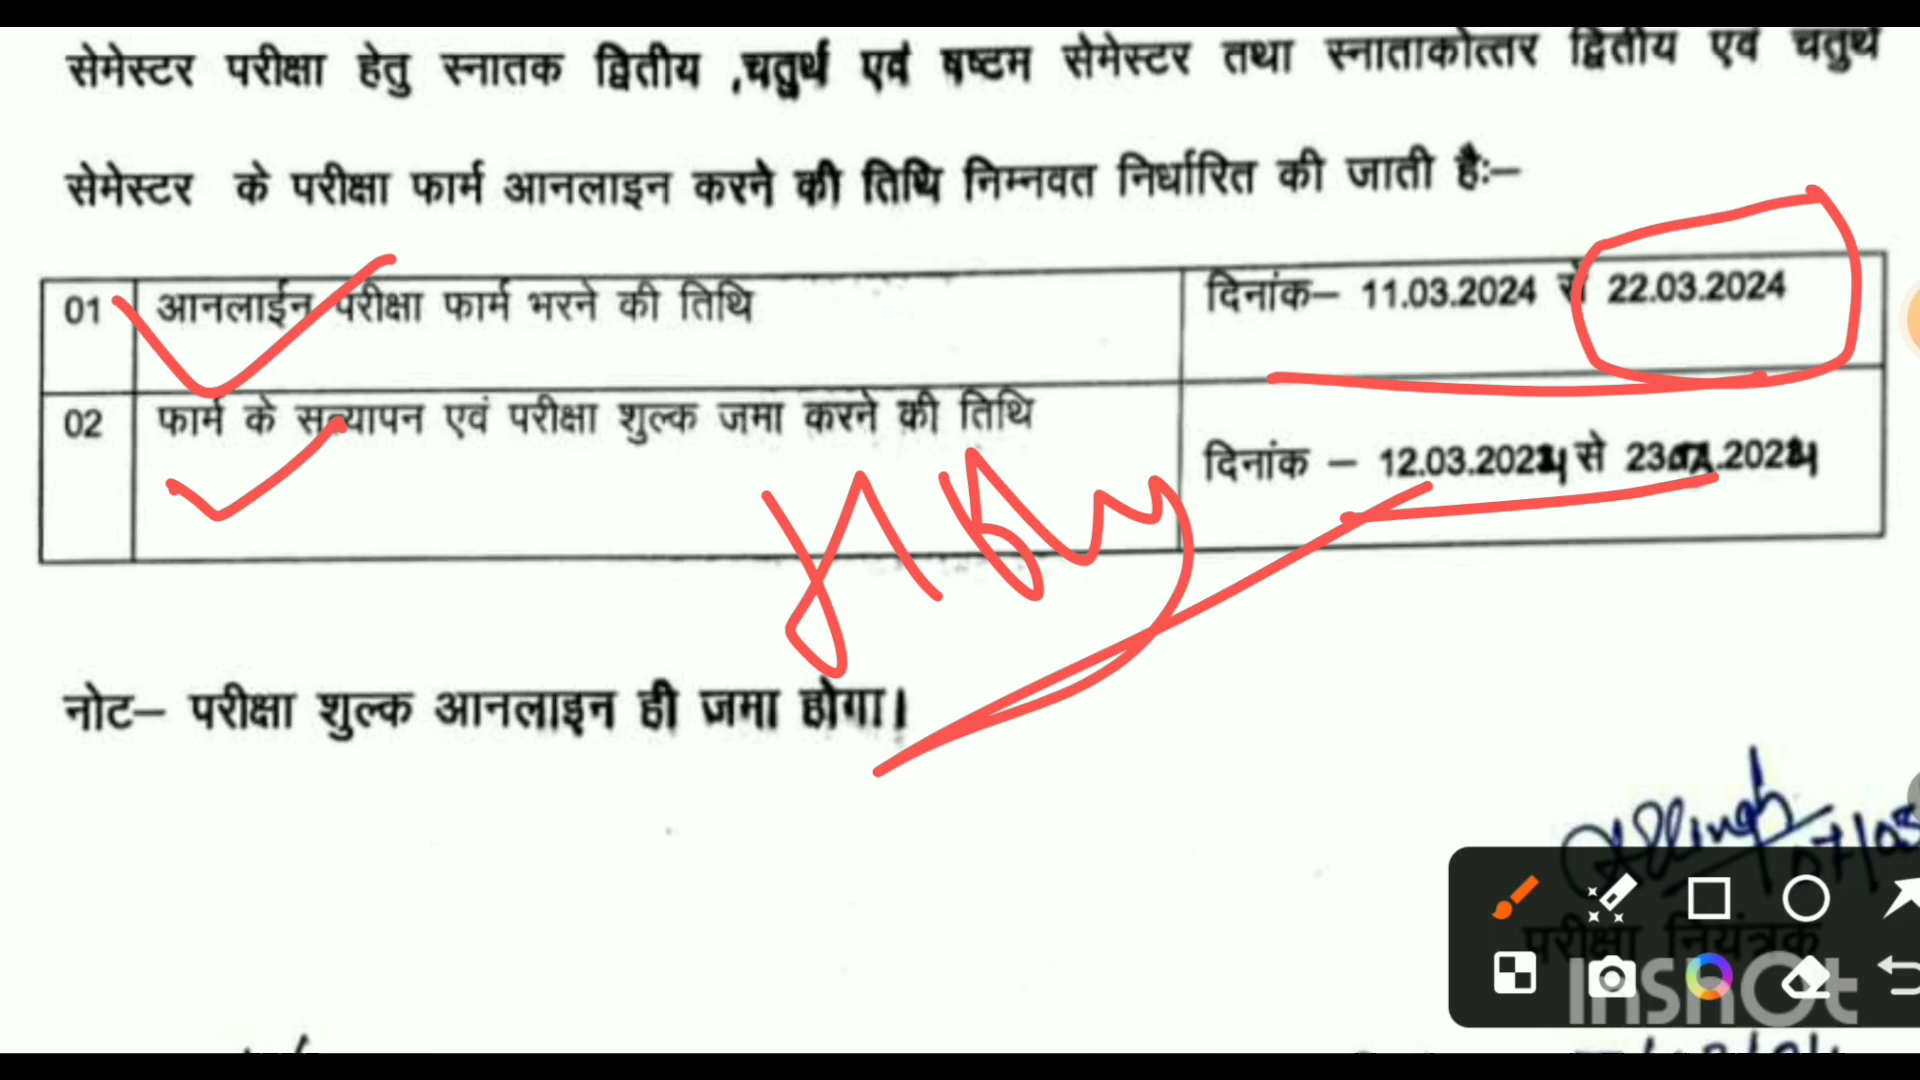 सेमेस्टर परीक्षा हेतु स्नातक द्वितीय ,चतुर्थ एवं षष्टम सेमेस्टर तथा स्नाताकोत्तर द्वितीय एवं चतुर्थ
सेमेस्टर के परीक्षा फार्म आनलाइन करने की तिथि निम्नवत निर्धारित की जाती हैः–
01 आनलाईन परीक्षा फार्म भरने की तिथि दिनांक– 11.03.2024 से 22.03.2024
02 फार्म के सत्यापन एवं परीक्षा शुल्क जमा करने की तिथि दिनांक – 12.03.2024 से
नोट– परीक्षा शुल्क आनलाइन ही जमा होगा।
परीक्षा नियंत्रक
InshOt